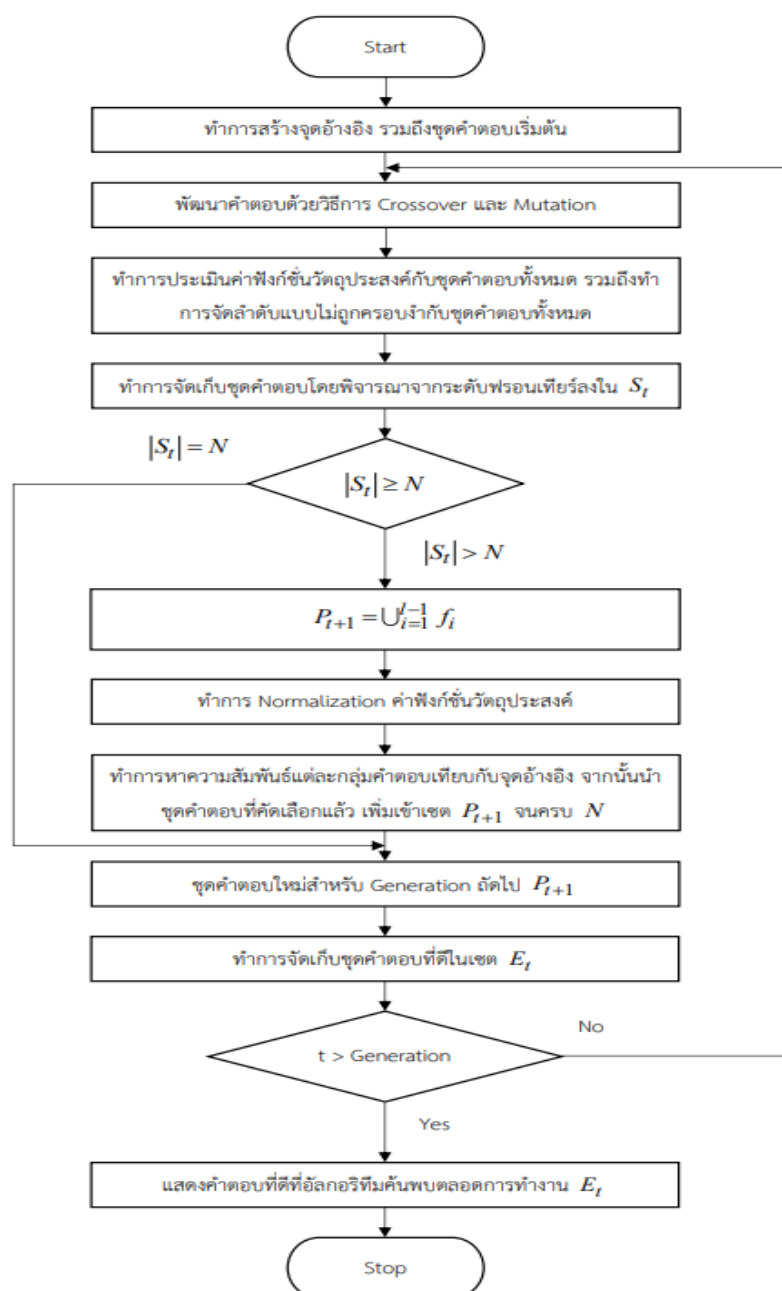 Start
ทำการสร้างจุดอ้างอิง รวมถึงชุดคำตอบเริ่มต้น
พัฒนาคำตอบด้วยวิธีการ Crossover และ Mutation
ทำการประเมินค่าฟังก์ชั่นวัตถุประสงค์กับชุดคำตอบทั้งหมด รวมถึงทำ
การจัดลำดับแบบไม่ถูกครอบงำกับชุดคำตอบทั้งหมด
ทำการจัดเก็บชุดคำตอบโดยพิจารณาจากระดับฟรอนเทียร์ลงใน $S_t$
$|S_t| = N$
$|S_t| \geq N$
$|S_t| > N$
$P_{t+1} = \bigcup_{i=1}^{l-1} f_i$
ทำการ Normalization ค่าฟังก์ชั่นวัตถุประสงค์
ทำการหาความสัมพันธ์แต่ละกลุ่มคำตอบเทียบกับจุดอ้างอิง จากนั้นนำ
ชุดคำตอบที่คัดเลือกแล้ว เพิ่มเข้าเซต $P_{t+1}$ จนครบ $N$
ชุดคำตอบใหม่สำหรับ Generation ถัดไป $P_{t+1}$
ทำการจัดเก็บชุดคำตอบที่ดีในเซต $E_t$
t > Generation
No
Yes
แสดงคำตอบที่ดีที่อัลกอริทึมค้นพบตลอดการทำงาน $E_t$
Stop